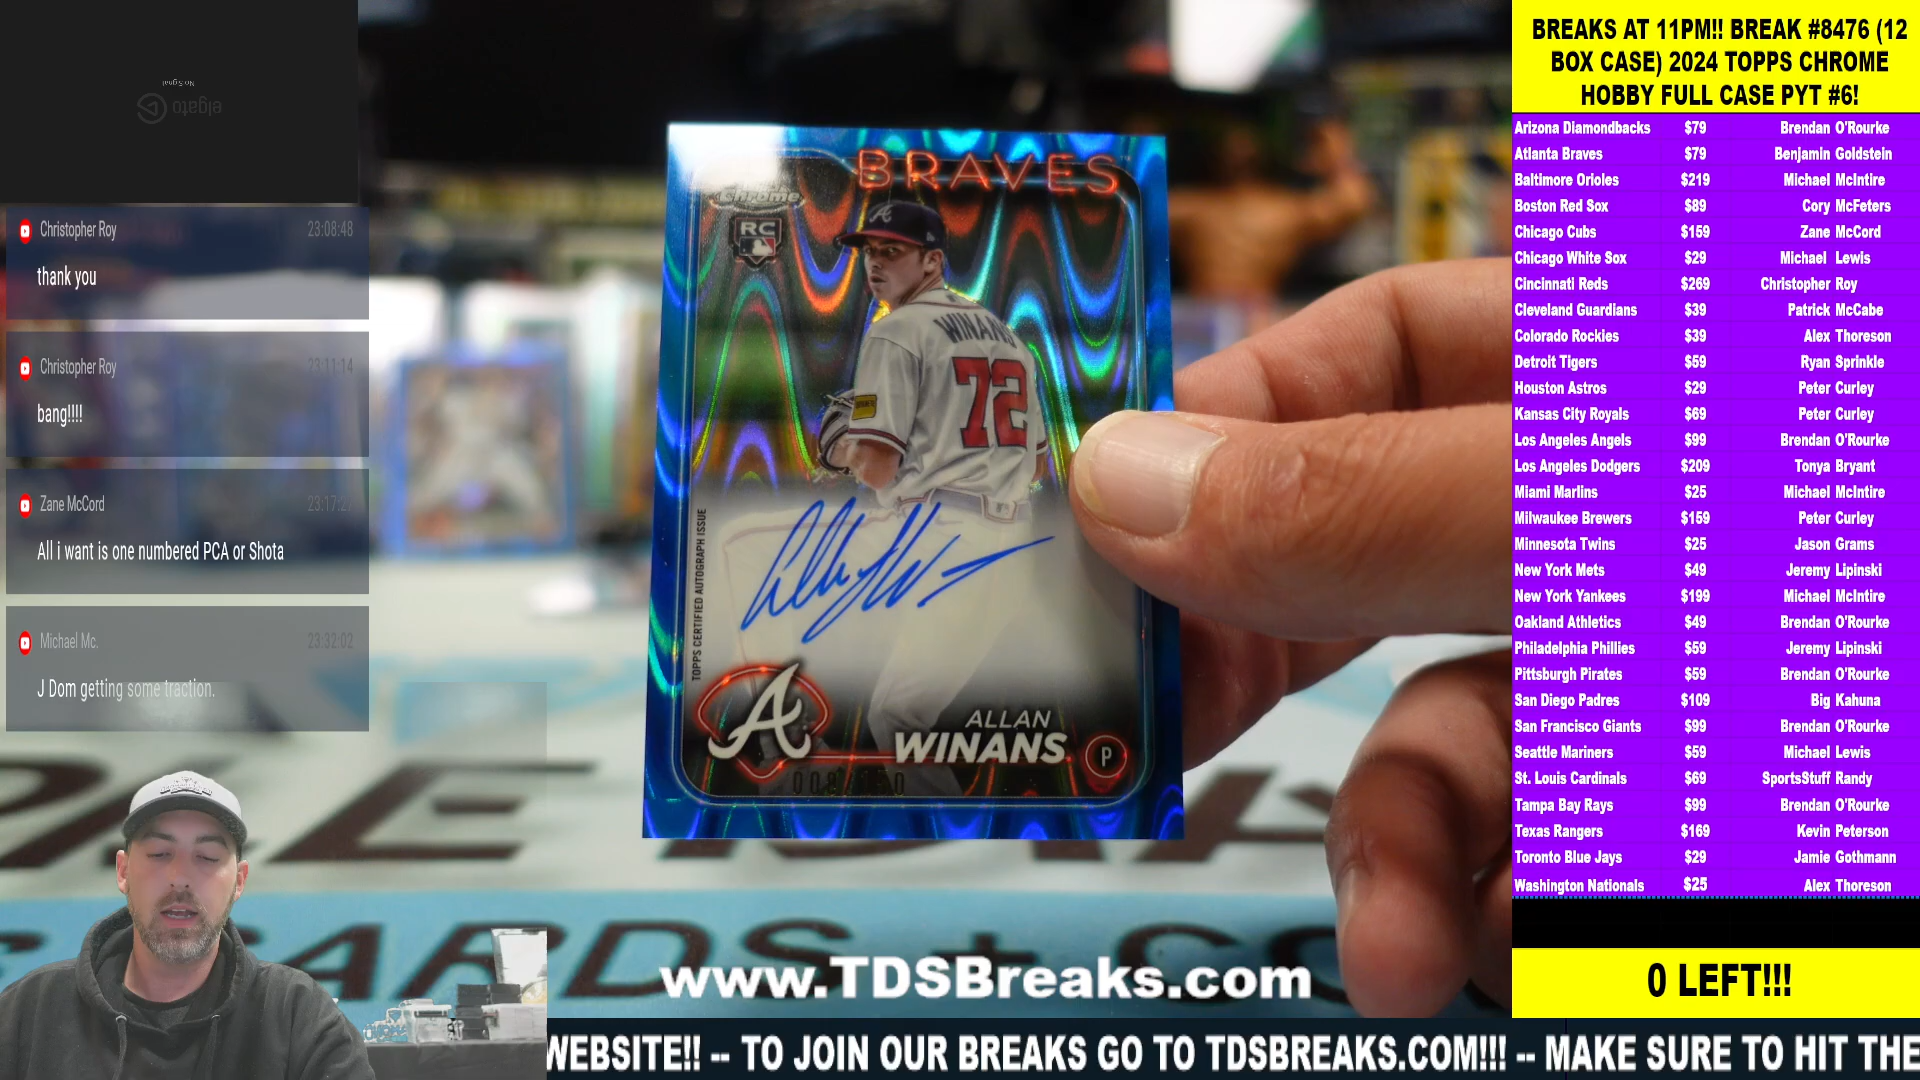 No Signal
elgato
Christopher Roy 23:08:48
thank you
Christopher Roy 23:11:14
bang!!!!
Zane McCord
All i want is one numbered PCA or Shota
Michael Mc. 23:32:02
J Dom getting some traction.
BRAVES
Chrome
RC
WINANS
72
TOPPS CERTIFIED AUTOGRAPH ISSUE
A
ALLAN
WINANS
P
www.TDSBreaks.com
WEBSITE!! -- TO JOIN OUR BREAKS GO TO TDSBREAKS.COM!!! -- MAKE SURE TO HIT THE
BREAKS AT 11PM!! BREAK #8476 (12
BOX CASE) 2024 TOPPS CHROME
HOBBY FULL CASE PYT #6!
Arizona Diamondbacks $79 Brendan O'Rourke
Atlanta Braves $79 Benjamin Goldstein
Baltimore Orioles $219 Michael McIntire
Boston Red Sox $89 Cory McFeters
Chicago Cubs $159 Zane McCord
Chicago White Sox $29 Michael Lewis
Cincinnati Reds $269 Christopher Roy
Cleveland Guardians $39 Patrick McCabe
Colorado Rockies $39 Alex Thoreson
Detroit Tigers $59 Ryan Sprinkle
Houston Astros $29 Peter Curley
Kansas City Royals $69 Peter Curley
Los Angeles Angels $99 Brendan O'Rourke
Los Angeles Dodgers $209 Tonya Bryant
Miami Marlins $25 Michael McIntire
Milwaukee Brewers $159 Peter Curley
Minnesota Twins $25 Jason Grams
New York Mets $49 Jeremy Lipinski
New York Yankees $199 Michael McIntire
Oakland Athletics $49 Brendan O'Rourke
Philadelphia Phillies $59 Jeremy Lipinski
Pittsburgh Pirates $59 Brendan O'Rourke
San Diego Padres $109 Big Kahuna
San Francisco Giants $99 Brendan O'Rourke
Seattle Mariners $59 Michael Lewis
St. Louis Cardinals $69 SportsStuff Randy
Tampa Bay Rays $99 Brendan O'Rourke
Texas Rangers $169 Kevin Peterson
Toronto Blue Jays $29 Jamie Gothmann
Washington Nationals $25 Alex Thoreson
0 LEFT!!!